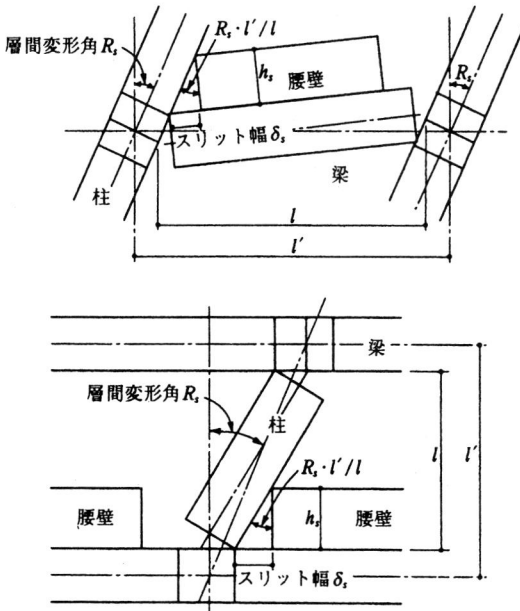 層間変形角 Rₛ
Rₛ・l′/l
hₛ
腰壁
Rₛ
スリット幅 δₛ
柱
梁
l
l′
梁
層間変形角 Rₛ
柱
Rₛ・l′/l
l
l′
腰壁
hₛ
腰壁
スリット幅 δₛ